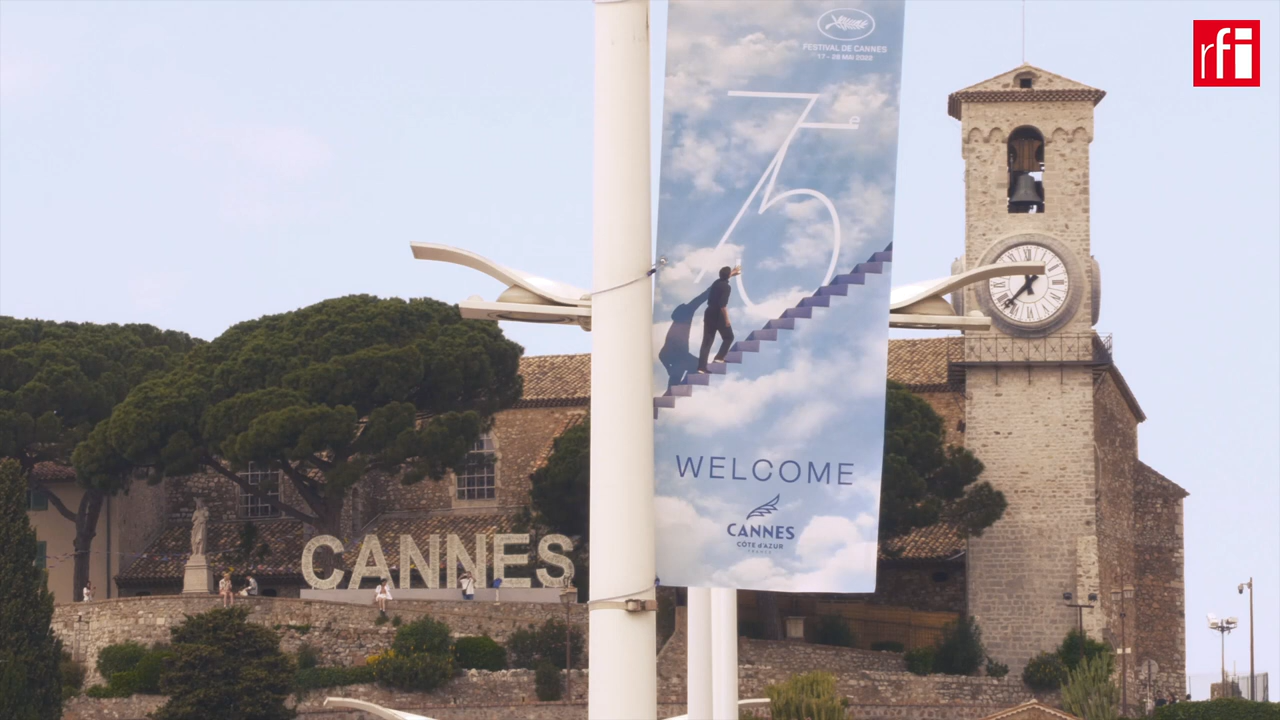 rfi
FESTIVAL DE CANNES
17 - 28 MAI 2022
75e
WELCOME
CANNES
CÔTE d'AZUR
FRANCE
CANNES